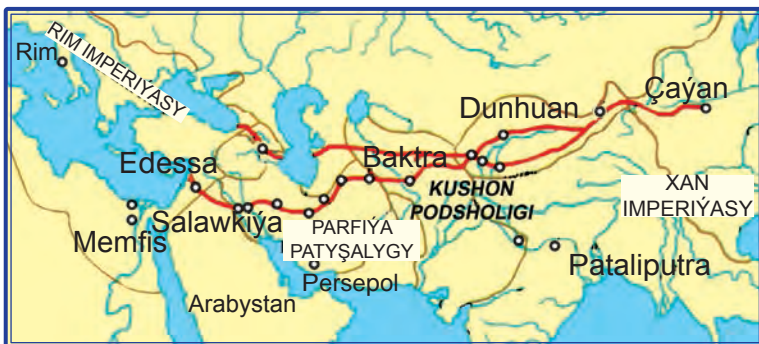 Rim
RIM IMPERIÝASY
Edessa
Memfis
Salawkiýa
Arabystan
PARFIÝA
PATYŞALYGY
Persepol
Baktra
KUSHON
PODSHOLIGI
Dunhuan
Çaýan
XAN
IMPERIÝASY
Pataliputra